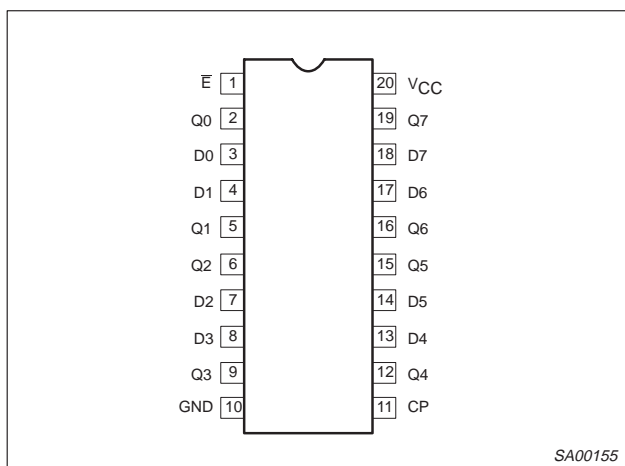 E̅ 1 20 VCC
Q0 2 19 Q7
D0 3 18 D7
D1 4 17 D6
Q1 5 16 Q6
Q2 6 15 Q5
D2 7 14 D5
D3 8 13 D4
Q3 9 12 Q4
GND 10 11 CP
SA00155